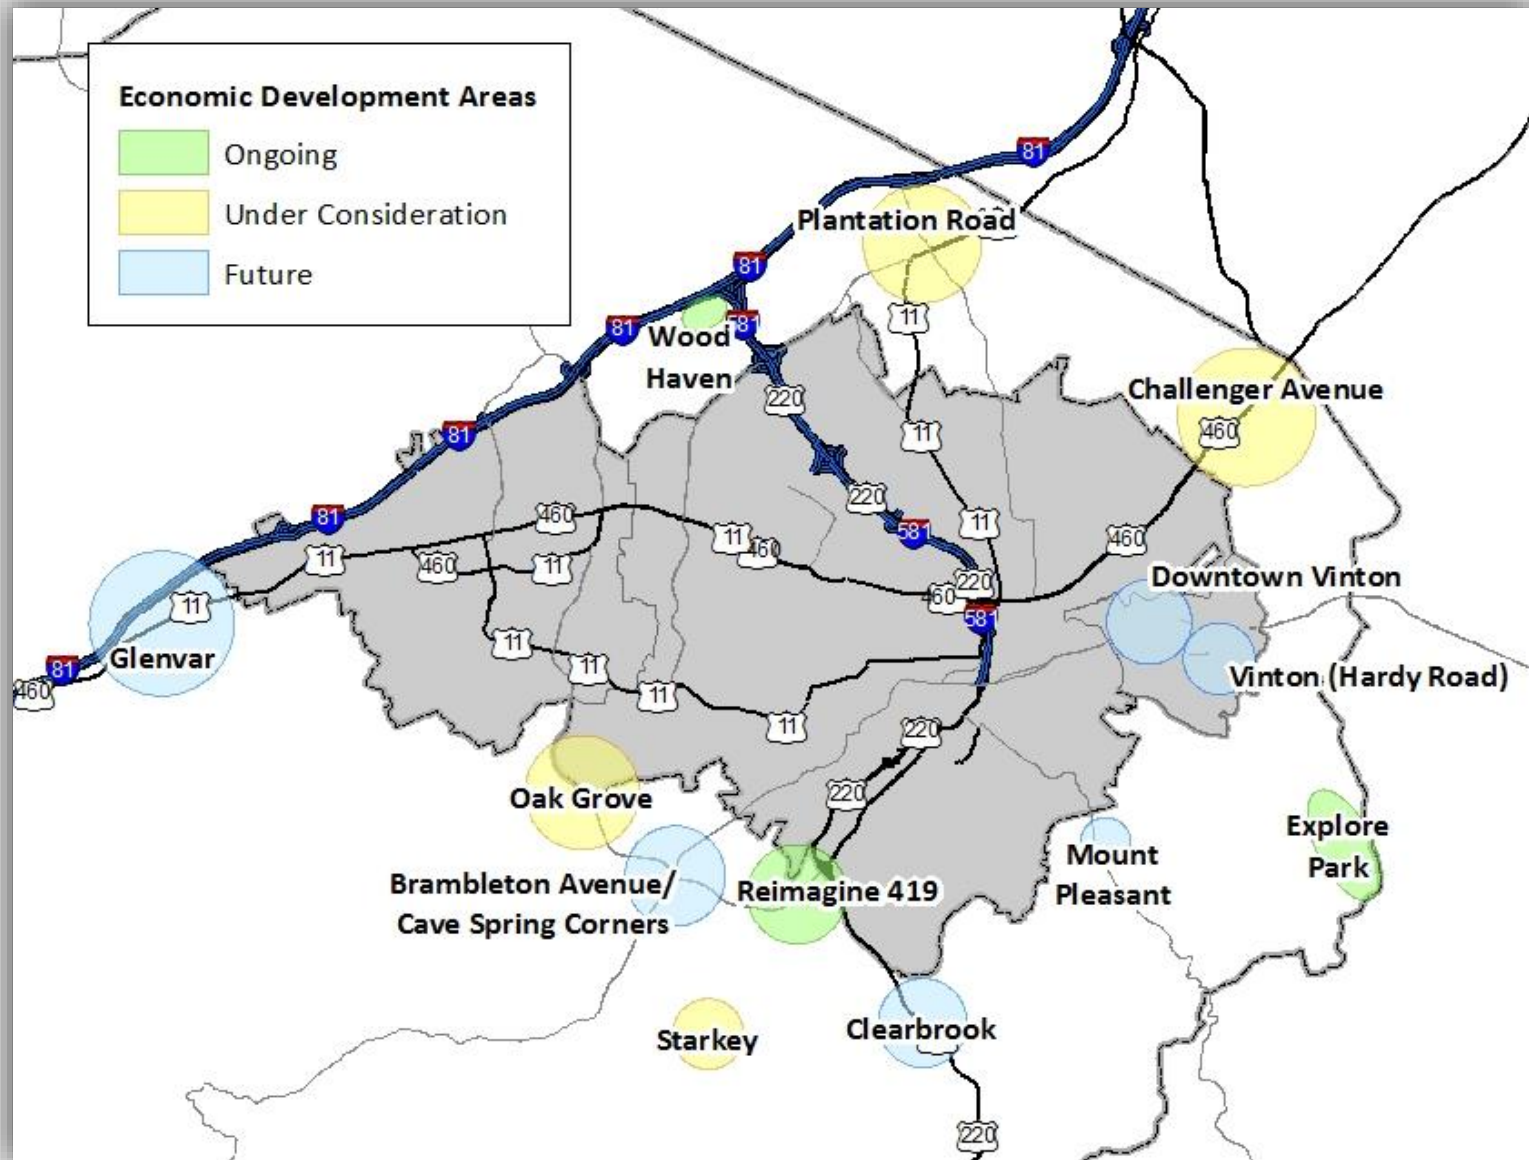 Economic Development Areas
Ongoing
Under Consideration
Future
81
Plantation Road
81
11
81
581
Wood
Haven
220
Challenger Avenue
460
81
11
220
81
460
11
581
11
460
460
11
460
11
220
Downtown Vinton
460
11
581
Glenvar
11
11
81
460
11
Vinton (Hardy Road)
11
220
220
Oak Grove
Explore
Park
Mount
Pleasant
Brambleton Avenue/
Cave Spring Corners
Reimagine 419
Starkey
Clearbrook
220